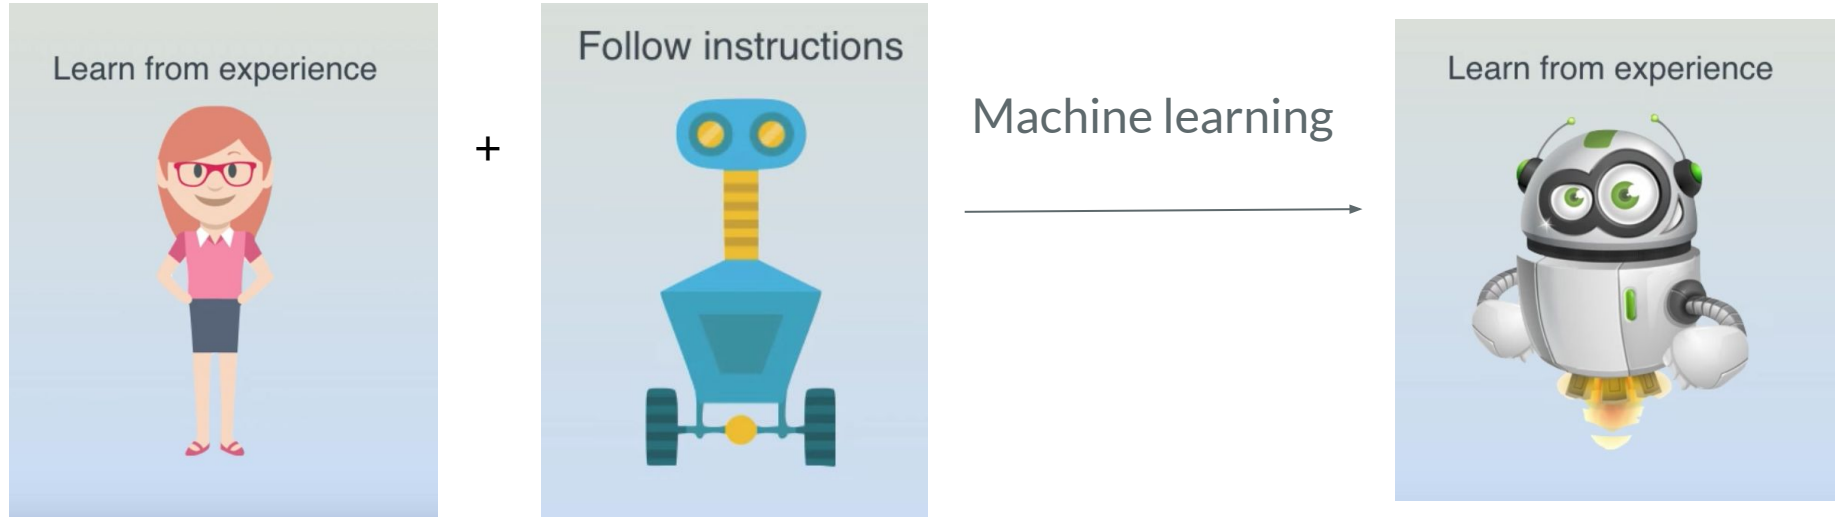 Learn from experience
+
Follow instructions
Machine learning
Learn from experience